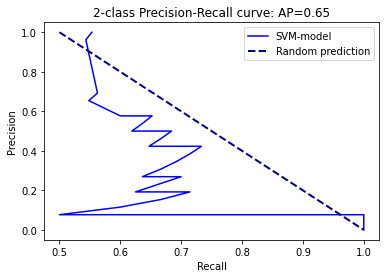 2-class Precision-Recall curve: AP=0.65
SVM-model
Random prediction
Precision
1.0
0.8
0.6
0.4
0.2
0.0
0.5 0.6 0.7 0.8 0.9 1.0
Recall